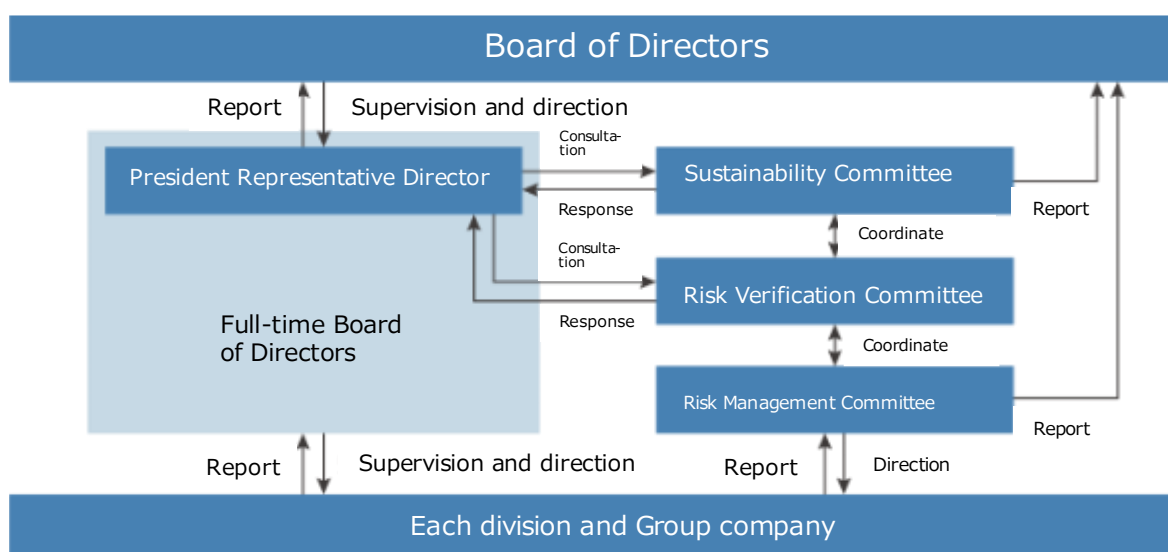 Board of Directors
Report
Supervision and direction
Consulta-
tion
President Representative Director
Sustainability Committee
Response
Report
Coordinate
Consulta-
tion
Risk Verification Committee
Response
Full-time Board
of Directors
Coordinate
Risk Management Committee
Report
Report
Supervision and direction
Report
Direction
Each division and Group company